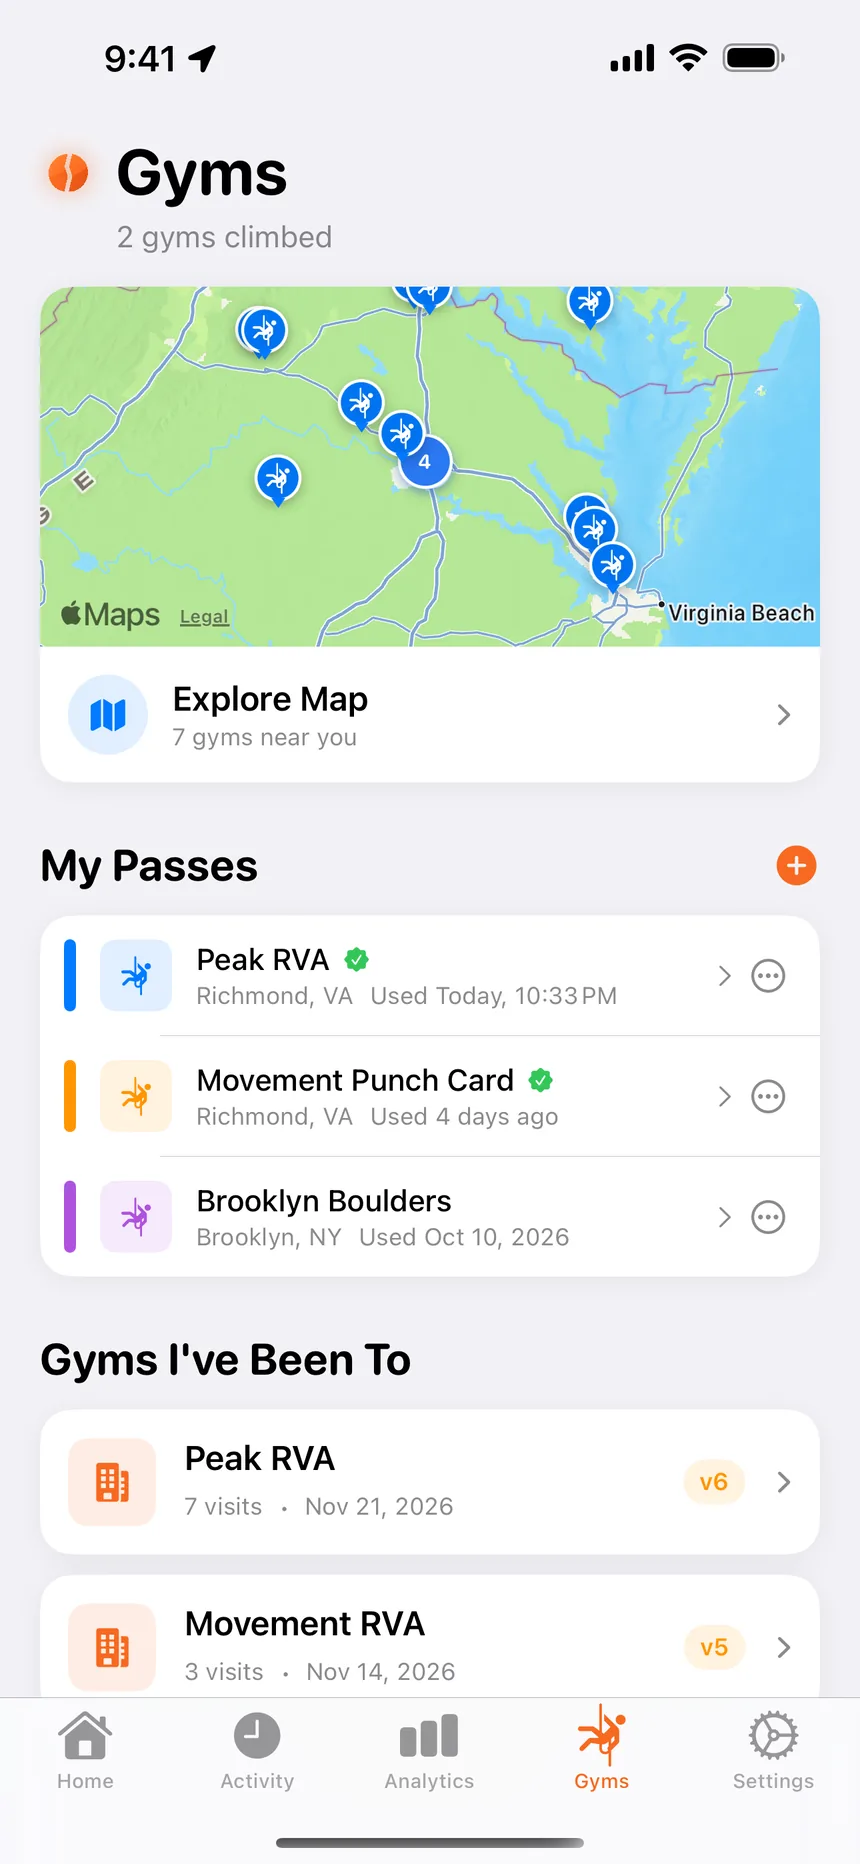 9:41
Gyms
2 gyms climbed
4
E
Maps Legal
Virginia Beach
Explore Map
7 gyms near you
My Passes
Peak RVA
Richmond, VA Used Today, 10:33 PM
Movement Punch Card
Richmond, VA Used 4 days ago
Brooklyn Boulders
Brooklyn, NY Used Oct 10, 2026
Gyms I've Been To
Peak RVA
7 visits · Nov 21, 2026
v6
Movement RVA
3 visits · Nov 14, 2026
v5
Home
Activity
Analytics
Gyms
Settings